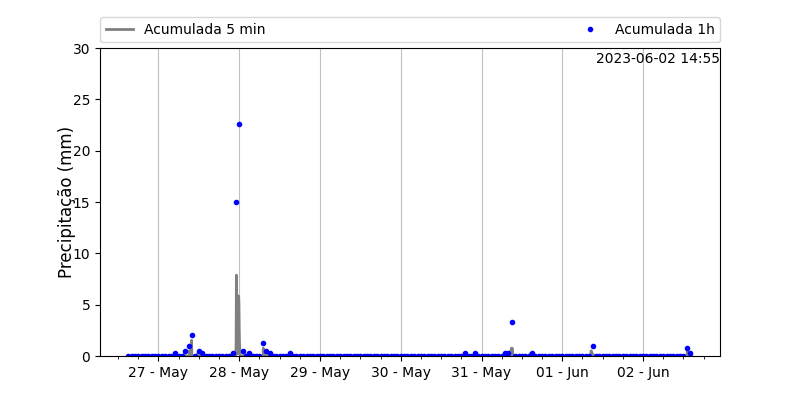 Acumulada 5 min
Acumulada 1h
2023-06-02 14:55
Precipitação (mm)
30
25
20
15
10
5
0
27 - May
28 - May
29 - May
30 - May
31 - May
01 - Jun
02 - Jun